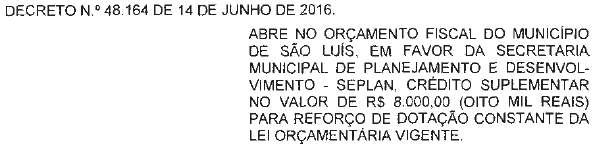 DECRETO N.º 48.164 DE 14 DE JUNHO DE 2016.
ABRE NO ORÇAMENTO FISCAL DO MUNICÍPIO
DE SÃO LUÍS, EM FAVOR DA SECRETARIA
MUNICIPAL DE PLANEJAMENTO E DESENVOL-
VIMENTO - SEPLAN, CRÉDITO SUPLEMENTAR
NO VALOR DE R$ 8.000,00 (OITO MIL REAIS)
PARA REFORÇO DE DOTAÇÃO CONSTANTE DA
LEI ORÇAMENTÁRIA VIGENTE.